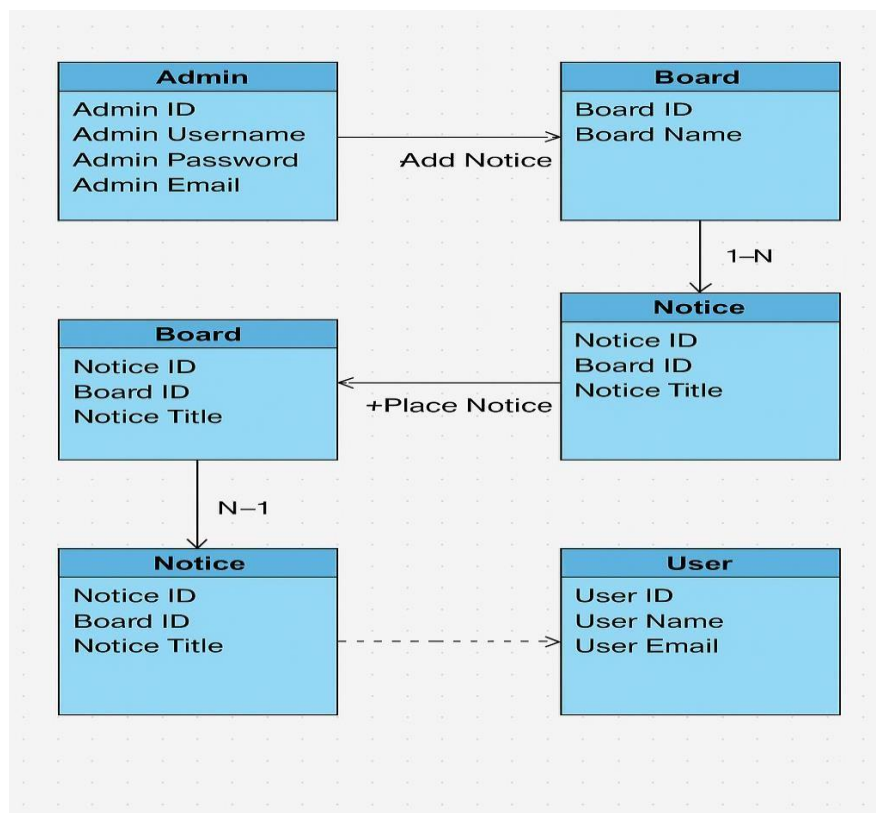 Admin
Admin ID
Admin Username
Admin Password
Admin Email
Add Notice
Board
Board ID
Board Name
1–N
Notice
Notice ID
Board ID
Notice Title
+Place Notice
Board
Notice ID
Board ID
Notice Title
N–1
Notice
Notice ID
Board ID
Notice Title
User
User ID
User Name
User Email